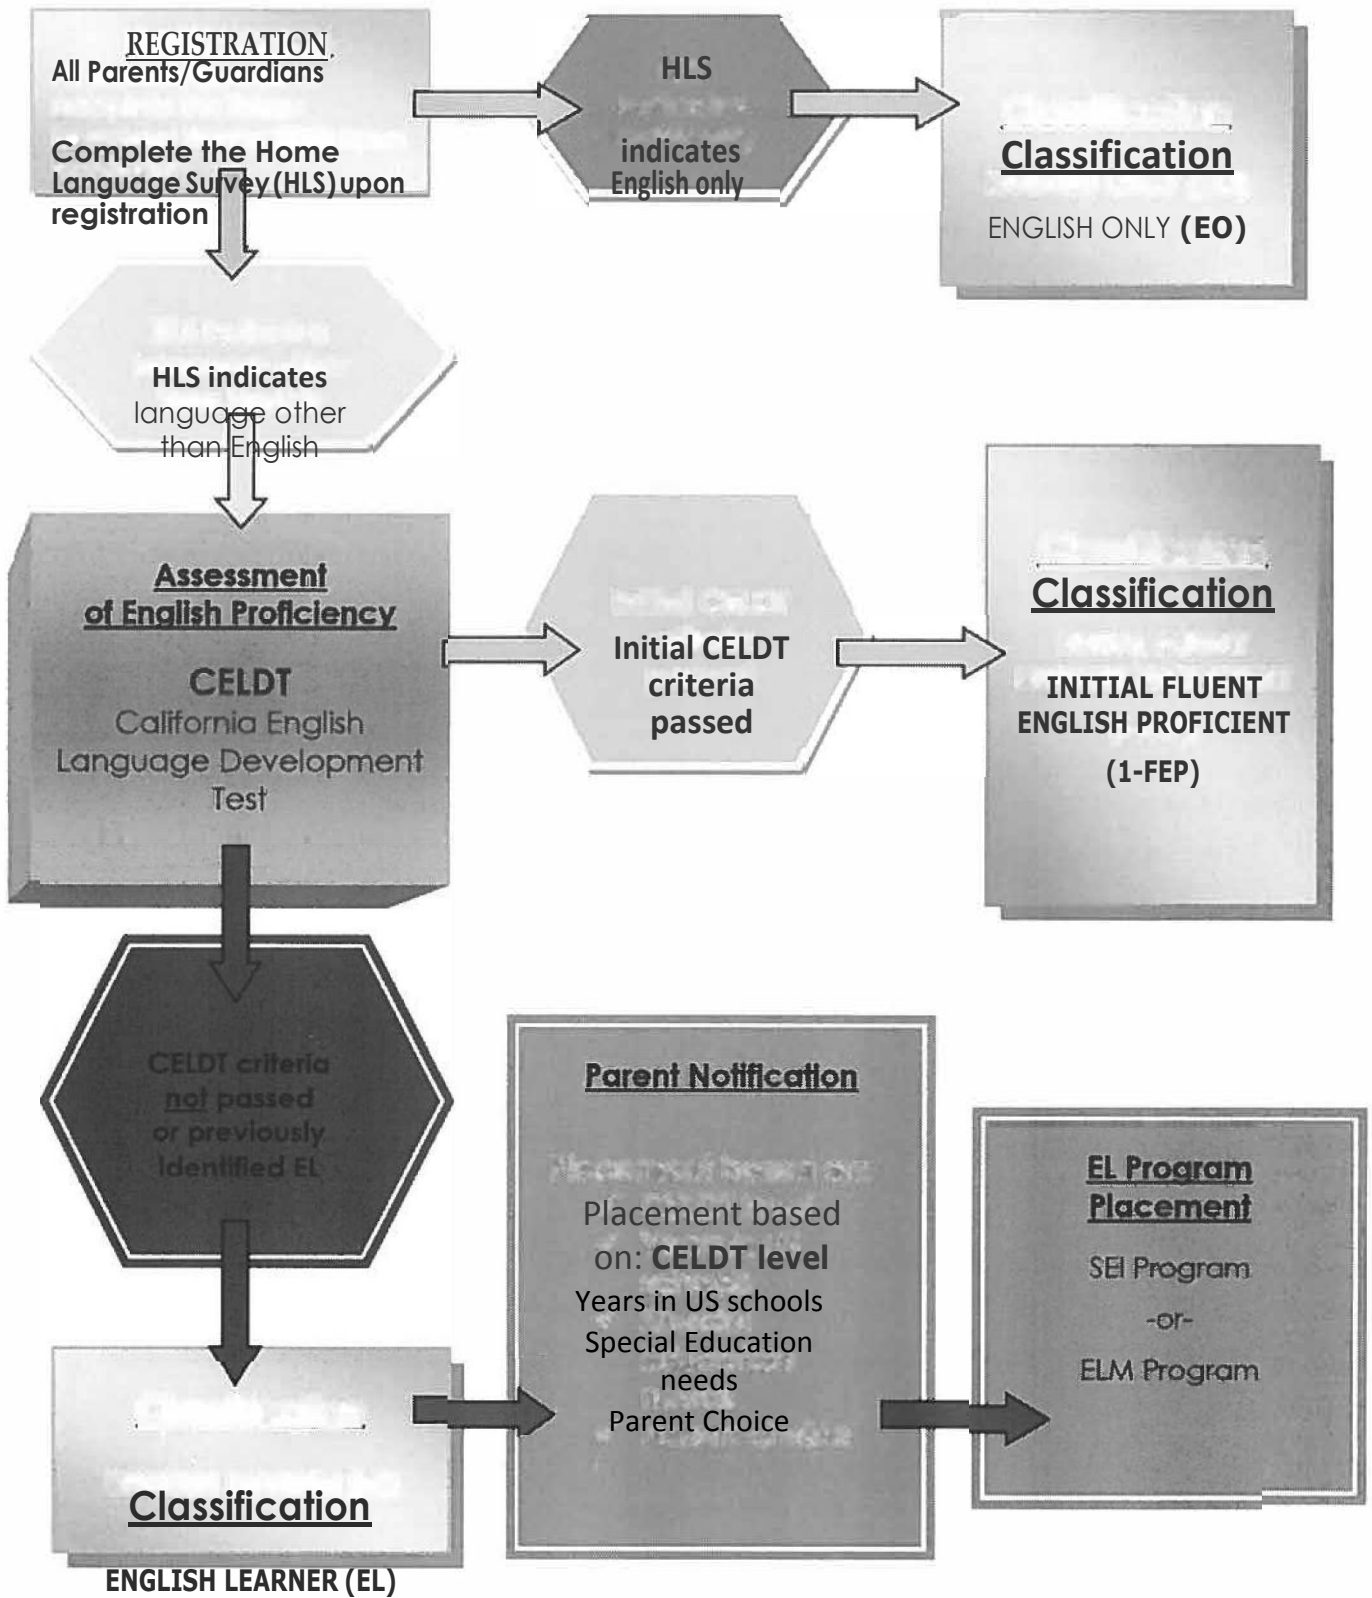 REGISTRATION
All Parents/Guardians
Complete the Home
Language Survey (HLS) upon
registration
HLS
indicates
English only
Classification
ENGLISH ONLY (EO)
HLS indicates
language other
than English
Assessment
of English Proficiency
CELDT
California English
Language Development
Test
Initial CELDT
criteria
passed
Classification
INITIAL FLUENT
ENGLISH PROFICIENT
(1-FEP)
CELDT criteria
not passed
or previously
identified EL
Classification
ENGLISH LEARNER (EL)
Parent Notification
Placement based
on: CELDT level
Years in US schools
Special Education
needs
Parent Choice
EL Program
Placement
SEI Program
-or-
ELM Program